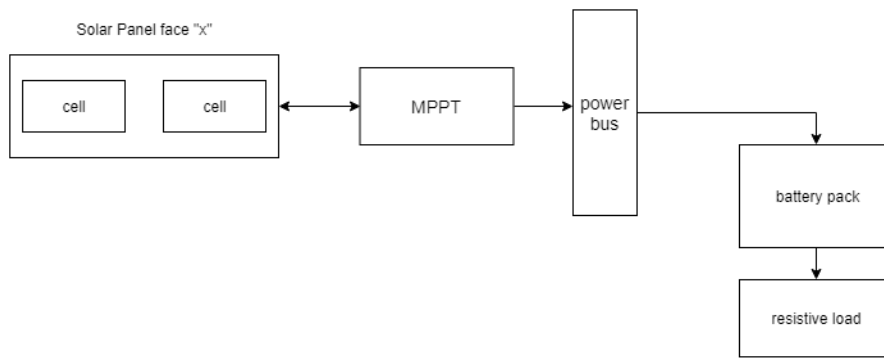 Solar Panel face "x"
cell
cell
MPPT
power
bus
battery pack
resistive load